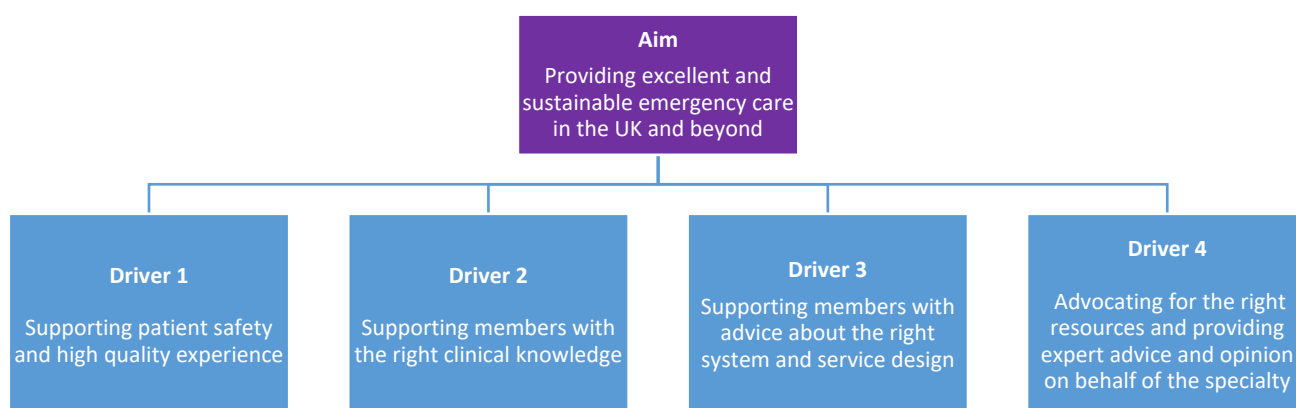 Aim
Providing excellent and
sustainable emergency care
in the UK and beyond
Driver 1
Supporting patient safety
and high quality experience
Driver 2
Supporting members with
the right clinical knowledge
Driver 3
Supporting members with
advice about the right
system and service design
Driver 4
Advocating for the right
resources and providing
expert advice and opinion
on behalf of the specialty